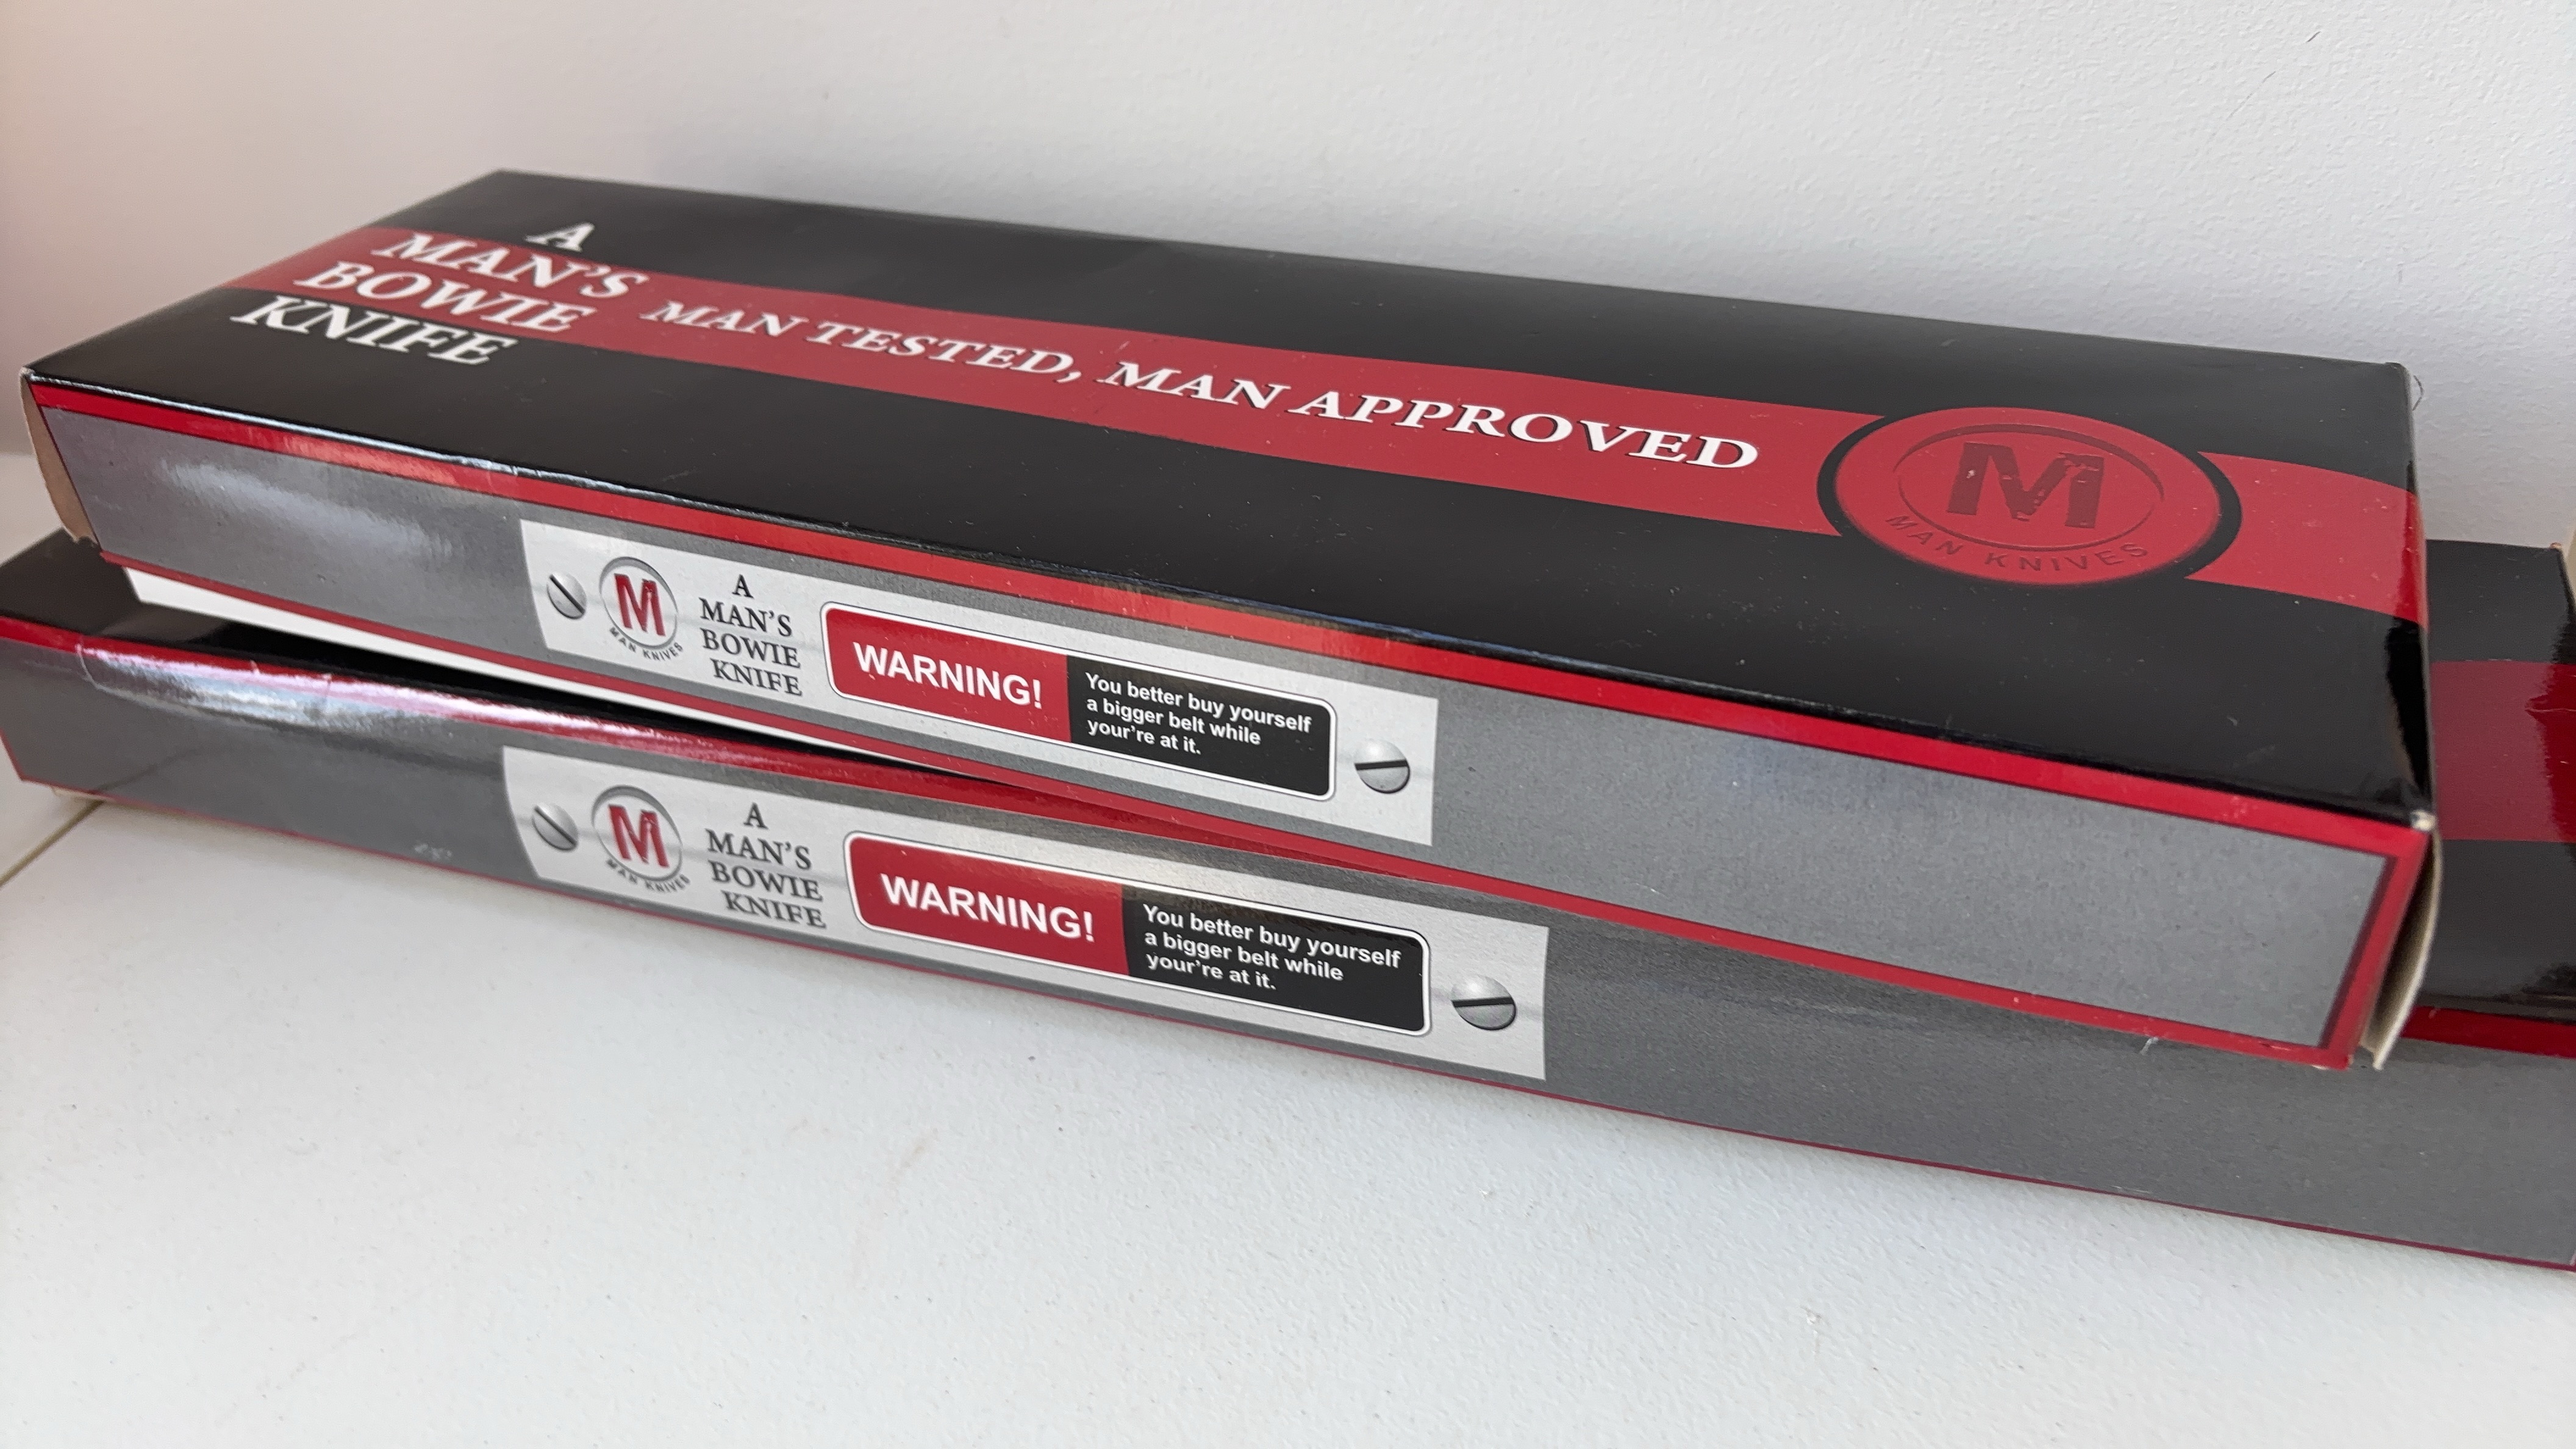 A
MAN'S
BOWIE
KNIFE
MAN TESTED, MAN APPROVED
M
MAN KNIVES
M
MAN KNIVES
A
MAN'S
BOWIE
KNIFE
WARNING!
You better buy yourself
a bigger belt while
your're at it.
M
MAN KNIVES
A
MAN'S
BOWIE
KNIFE
WARNING!
You better buy yourself
a bigger belt while
your're at it.